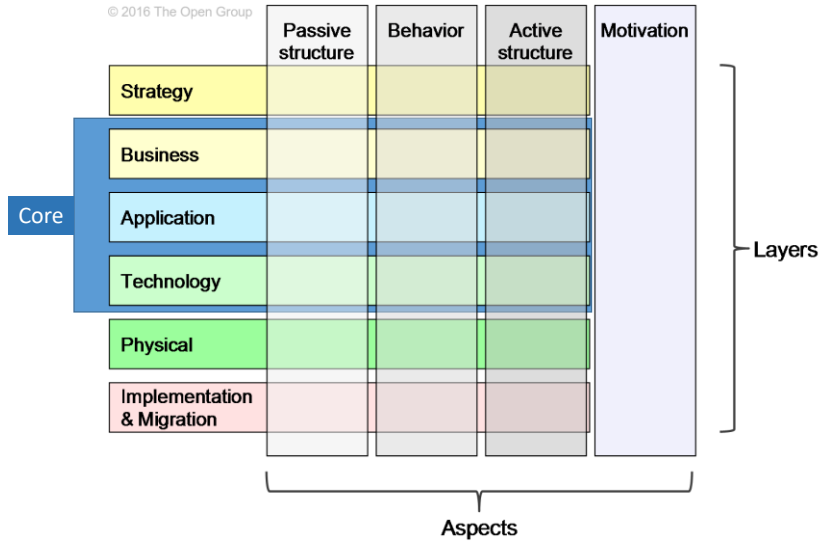 © 2016 The Open Group
Passive
structure
Behavior
Active
structure
Motivation
Strategy
Business
Core
Application
Technology
Physical
Implementation
& Migration
Layers
Aspects